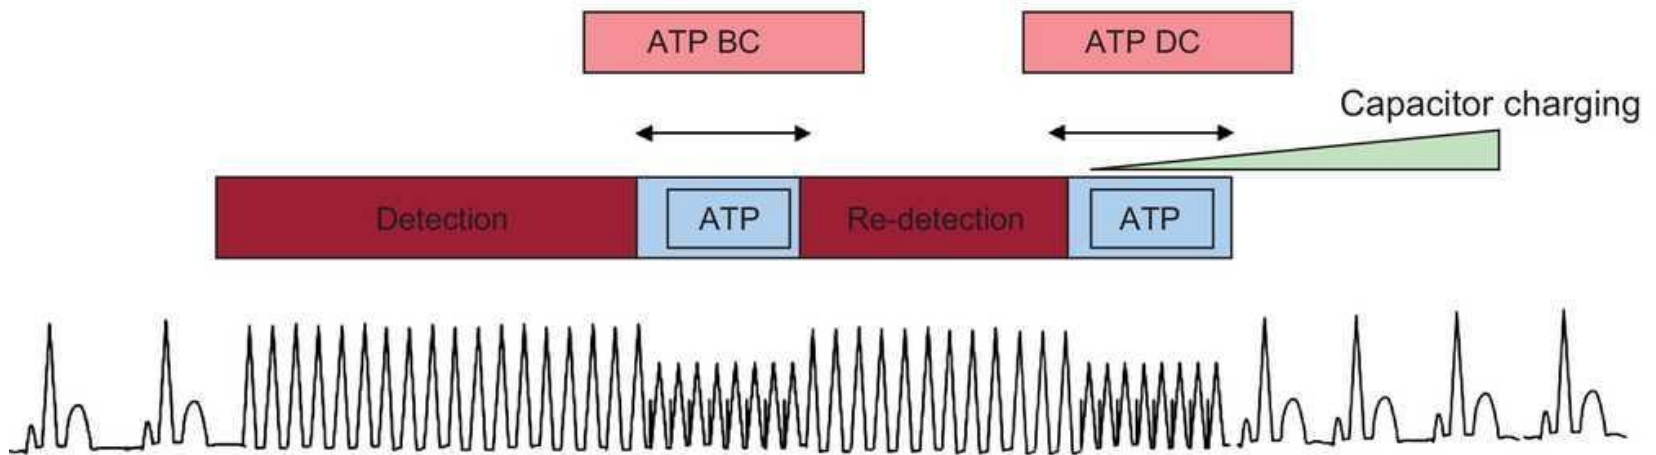 ATP BC
ATP DC
Capacitor charging
Detection
ATP
Re-detection
ATP